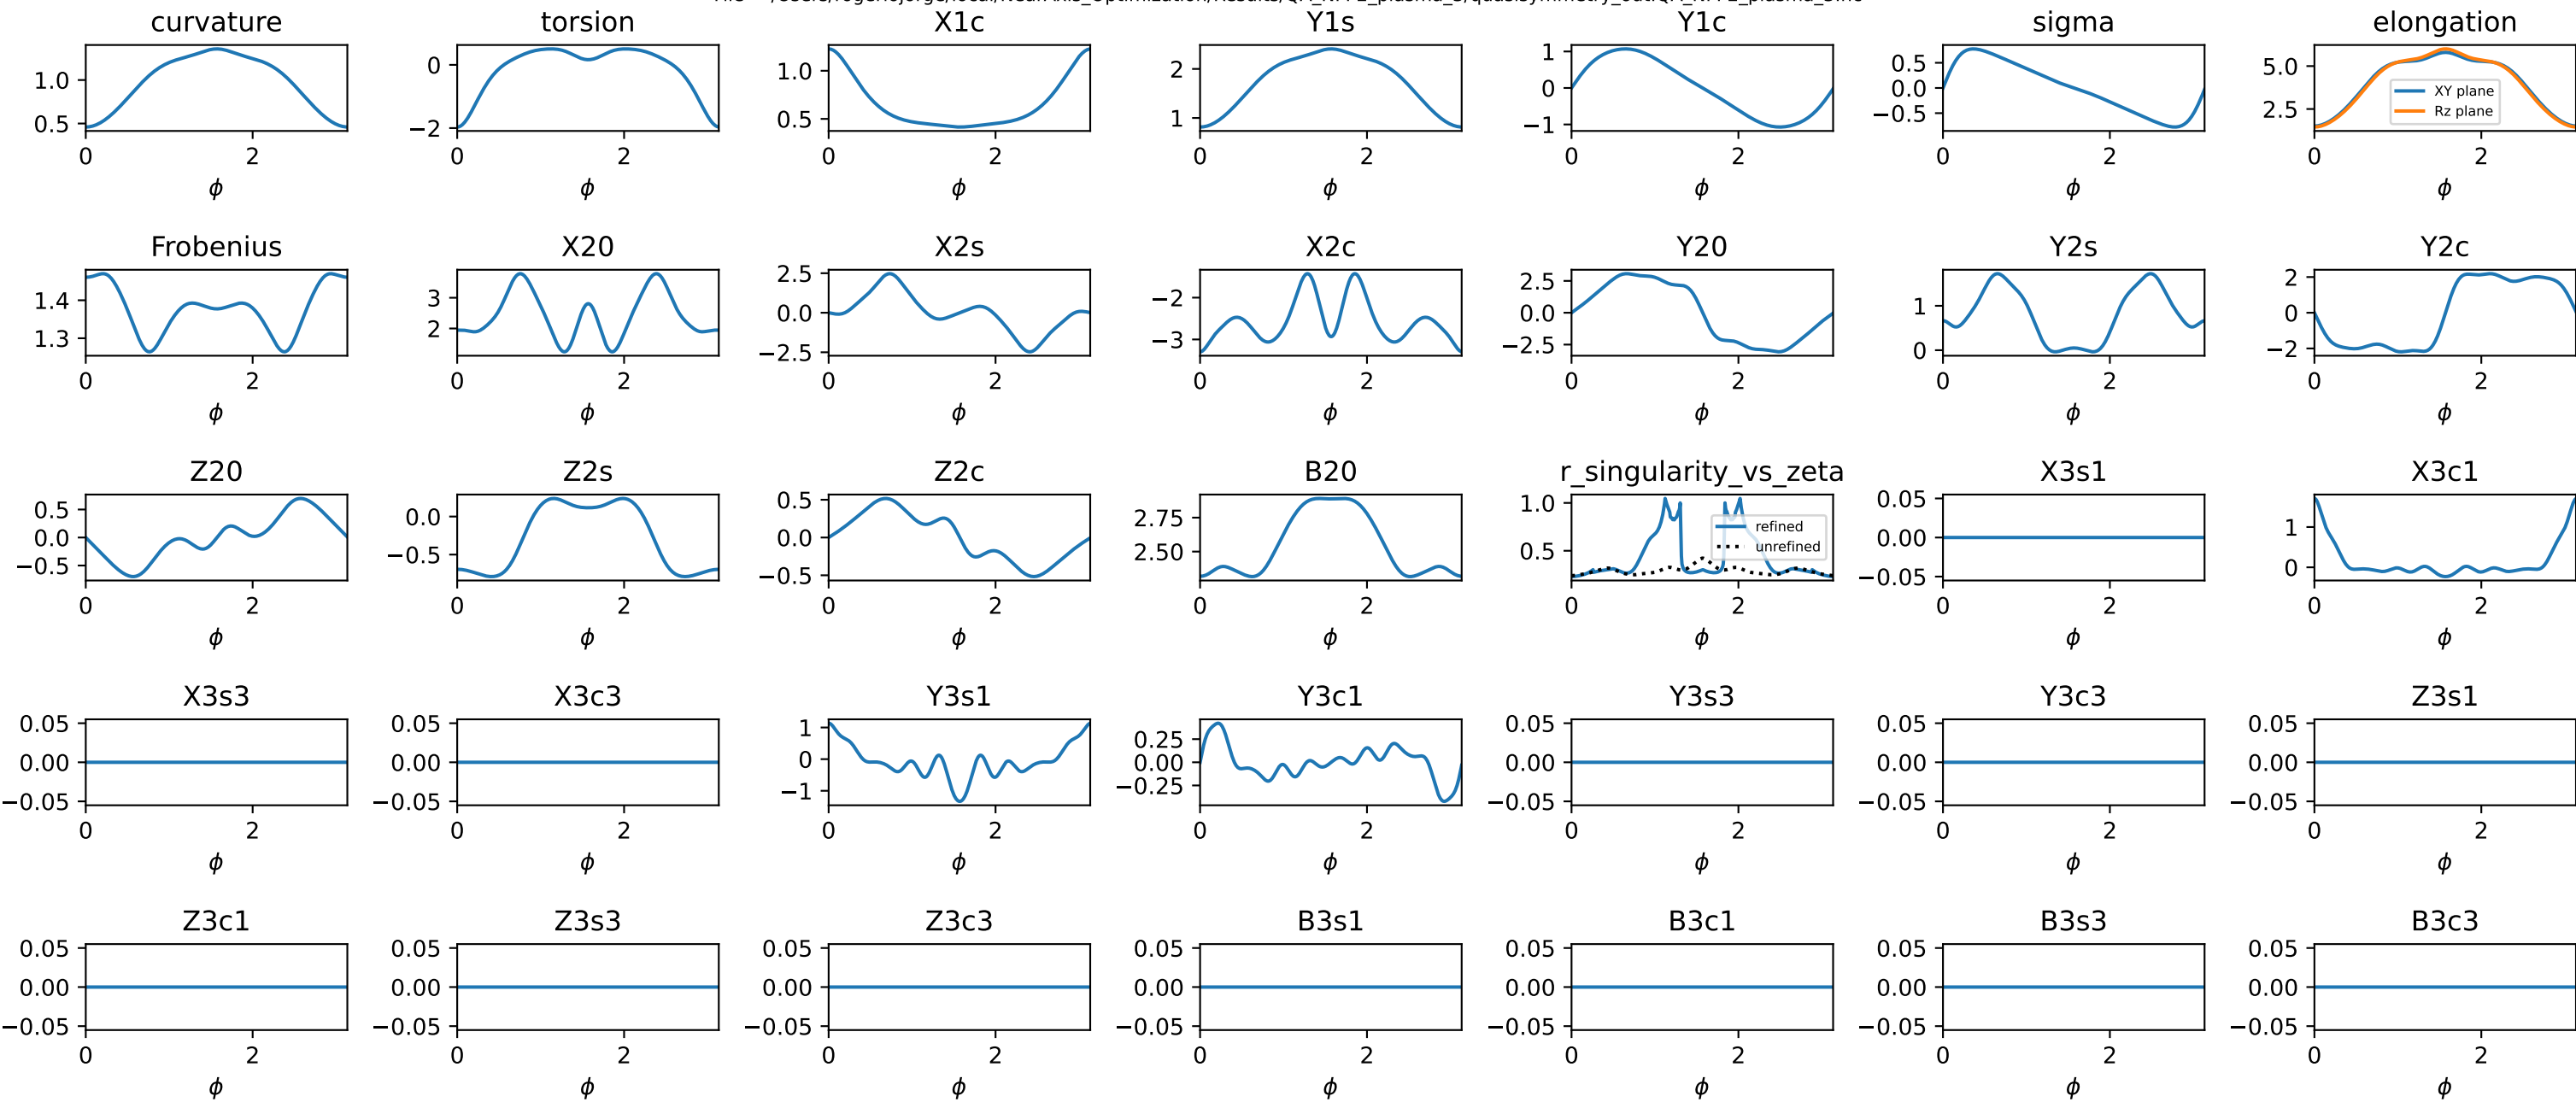 curvature torsion X1c Y1s Y1c sigma elongation
1.0 0.5 0 2 ϕ
0 −2 0 2 ϕ
1.0 0.5 0 2 ϕ
2 1 0 2 ϕ
1 0 −1 0 2 ϕ
0.5 0.0 −0.5 0 2 ϕ
5.0 2.5 XY plane Rz plane 0 2 ϕ
Frobenius X20 X2s X2c Y20 Y2s Y2c
1.4 1.3 0 2 ϕ
3 2 0 2 ϕ
2.5 0.0 −2.5 0 2 ϕ
−2 −3 0 2 ϕ
2.5 0.0 −2.5 0 2 ϕ
1 0 0 2 ϕ
2 0 −2 0 2 ϕ
Z20 Z2s Z2c B20 r_singularity_vs_zeta X3s1 X3c1
0.5 0.0 −0.5 0 2 ϕ
0.0 −0.5 0 2 ϕ
0.5 0.0 −0.5 0 2 ϕ
2.75 2.50 0 2 ϕ
1.0 0.5 refined unrefined 0 2 ϕ
0.05 0.00 −0.05 0 2 ϕ
1 0 0 2 ϕ
X3s3 X3c3 Y3s1 Y3c1 Y3s3 Y3c3 Z3s1
0.05 0.00 −0.05 0 2 ϕ
0.05 0.00 −0.05 0 2 ϕ
1 0 −1 0 2 ϕ
0.25 0.00 −0.25 0 2 ϕ
0.05 0.00 −0.05 0 2 ϕ
0.05 0.00 −0.05 0 2 ϕ
0.05 0.00 −0.05 0 2 ϕ
Z3c1 Z3s3 Z3c3 B3s1 B3c1 B3s3 B3c3
0.05 0.00 −0.05 0 2 ϕ
0.05 0.00 −0.05 0 2 ϕ
0.05 0.00 −0.05 0 2 ϕ
0.05 0.00 −0.05 0 2 ϕ
0.05 0.00 −0.05 0 2 ϕ
0.05 0.00 −0.05 0 2 ϕ
0.05 0.00 −0.05 0 2 ϕ